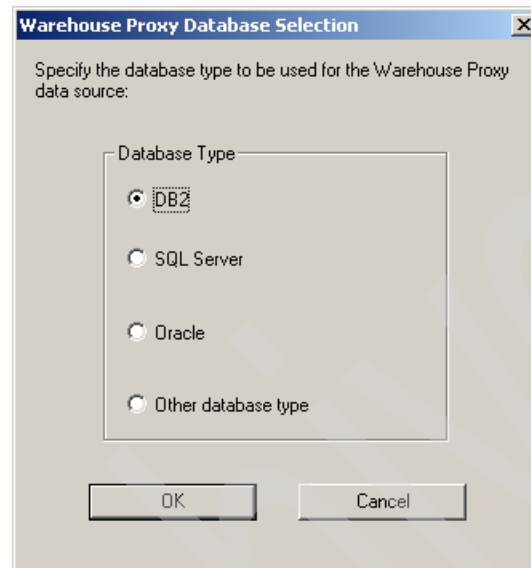 Warehouse Proxy Database Selection
Specify the database type to be used for the Warehouse Proxy
data source:
Database Type
DB2
SQL Server
Oracle
Other database type
OK
Cancel